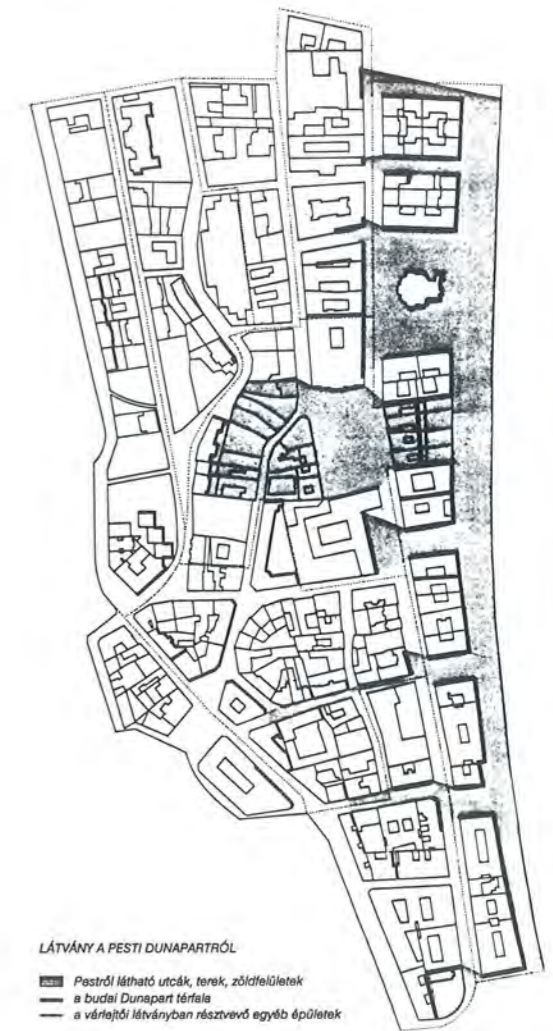 LÁTVÁNY A PESTI DUNAPARTRÓL
Pestről látható utcák, terek, zöldfelületek
a budai Dunapart térfala
a várlejtői látványban résztvevő egyéb épületek